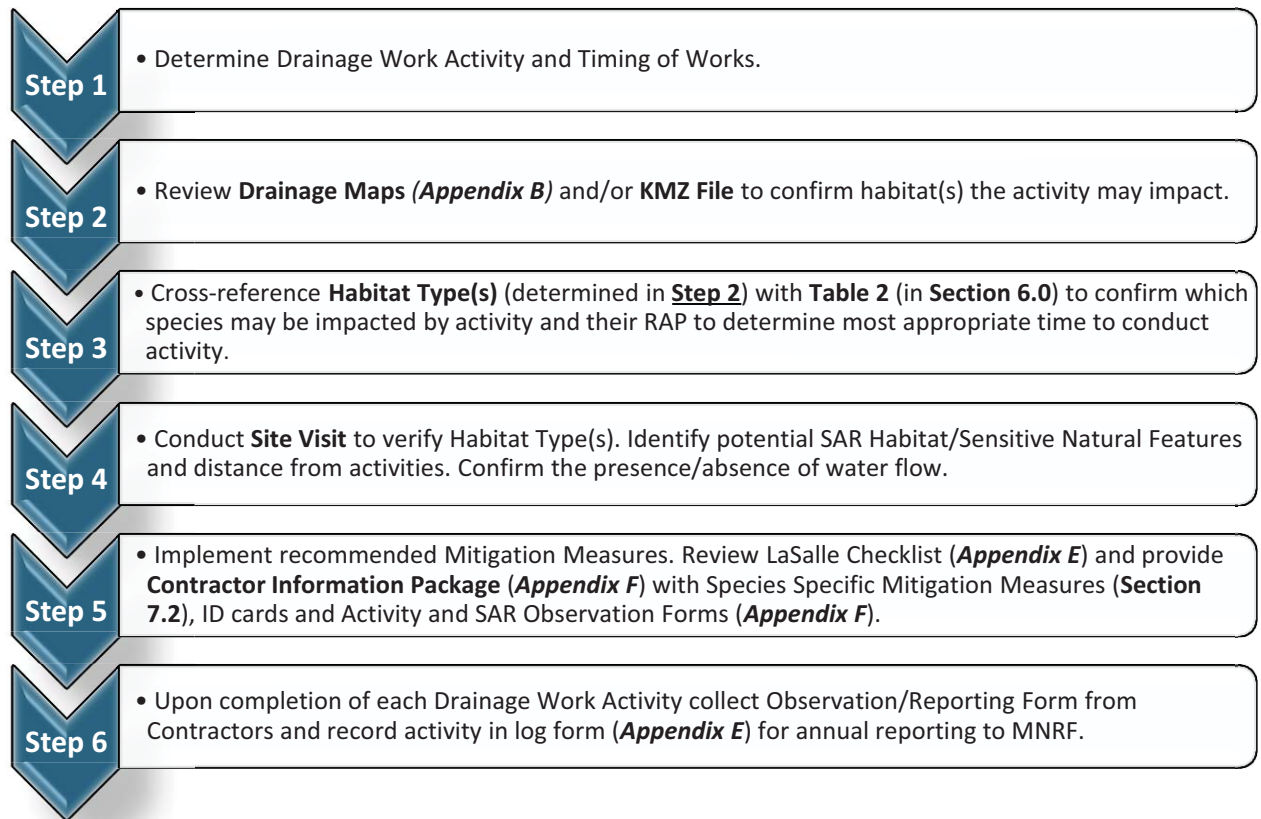 Step 1
• Determine Drainage Work Activity and Timing of Works.
Step 2
• Review Drainage Maps (Appendix B) and/or KMZ File to confirm habitat(s) the activity may impact.
Step 3
• Cross-reference Habitat Type(s) (determined in Step 2) with Table 2 (in Section 6.0) to confirm which
species may be impacted by activity and their RAP to determine most appropriate time to conduct
activity.
Step 4
• Conduct Site Visit to verify Habitat Type(s). Identify potential SAR Habitat/Sensitive Natural Features
and distance from activities. Confirm the presence/absence of water flow.
Step 5
• Implement recommended Mitigation Measures. Review LaSalle Checklist (Appendix E) and provide
Contractor Information Package (Appendix F) with Species Specific Mitigation Measures (Section
7.2), ID cards and Activity and SAR Observation Forms (Appendix F).
Step 6
• Upon completion of each Drainage Work Activity collect Observation/Reporting Form from
Contractors and record activity in log form (Appendix E) for annual reporting to MNRF.